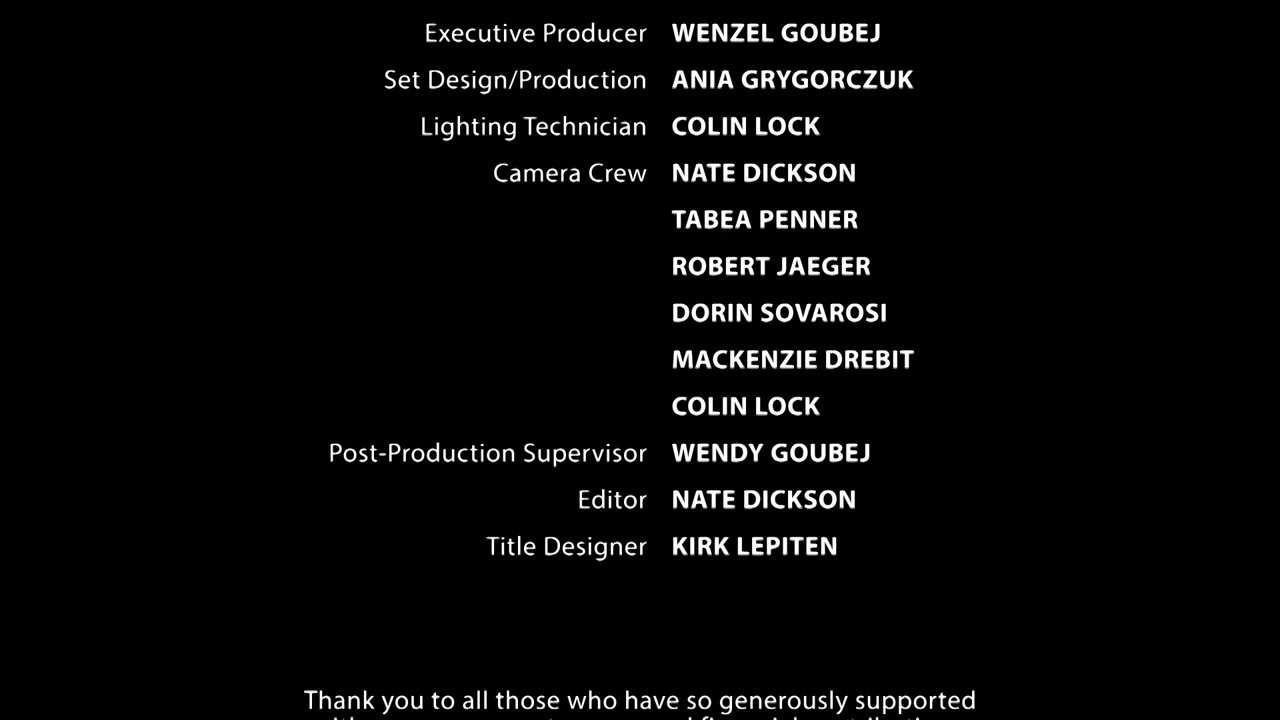 Executive Producer WENZEL GOUBEJ
Set Design/Production ANIA GRYGORCZUK
Lighting Technician COLIN LOCK
Camera Crew NATE DICKSON
TABEA PENNER
ROBERT JAEGER
DORIN SOVAROSI
MACKENZIE DREBIT
COLIN LOCK
Post-Production Supervisor WENDY GOUBEJ
Editor NATE DICKSON
Title Designer KIRK LEPITEN
Thank you to all those who have so generously supported